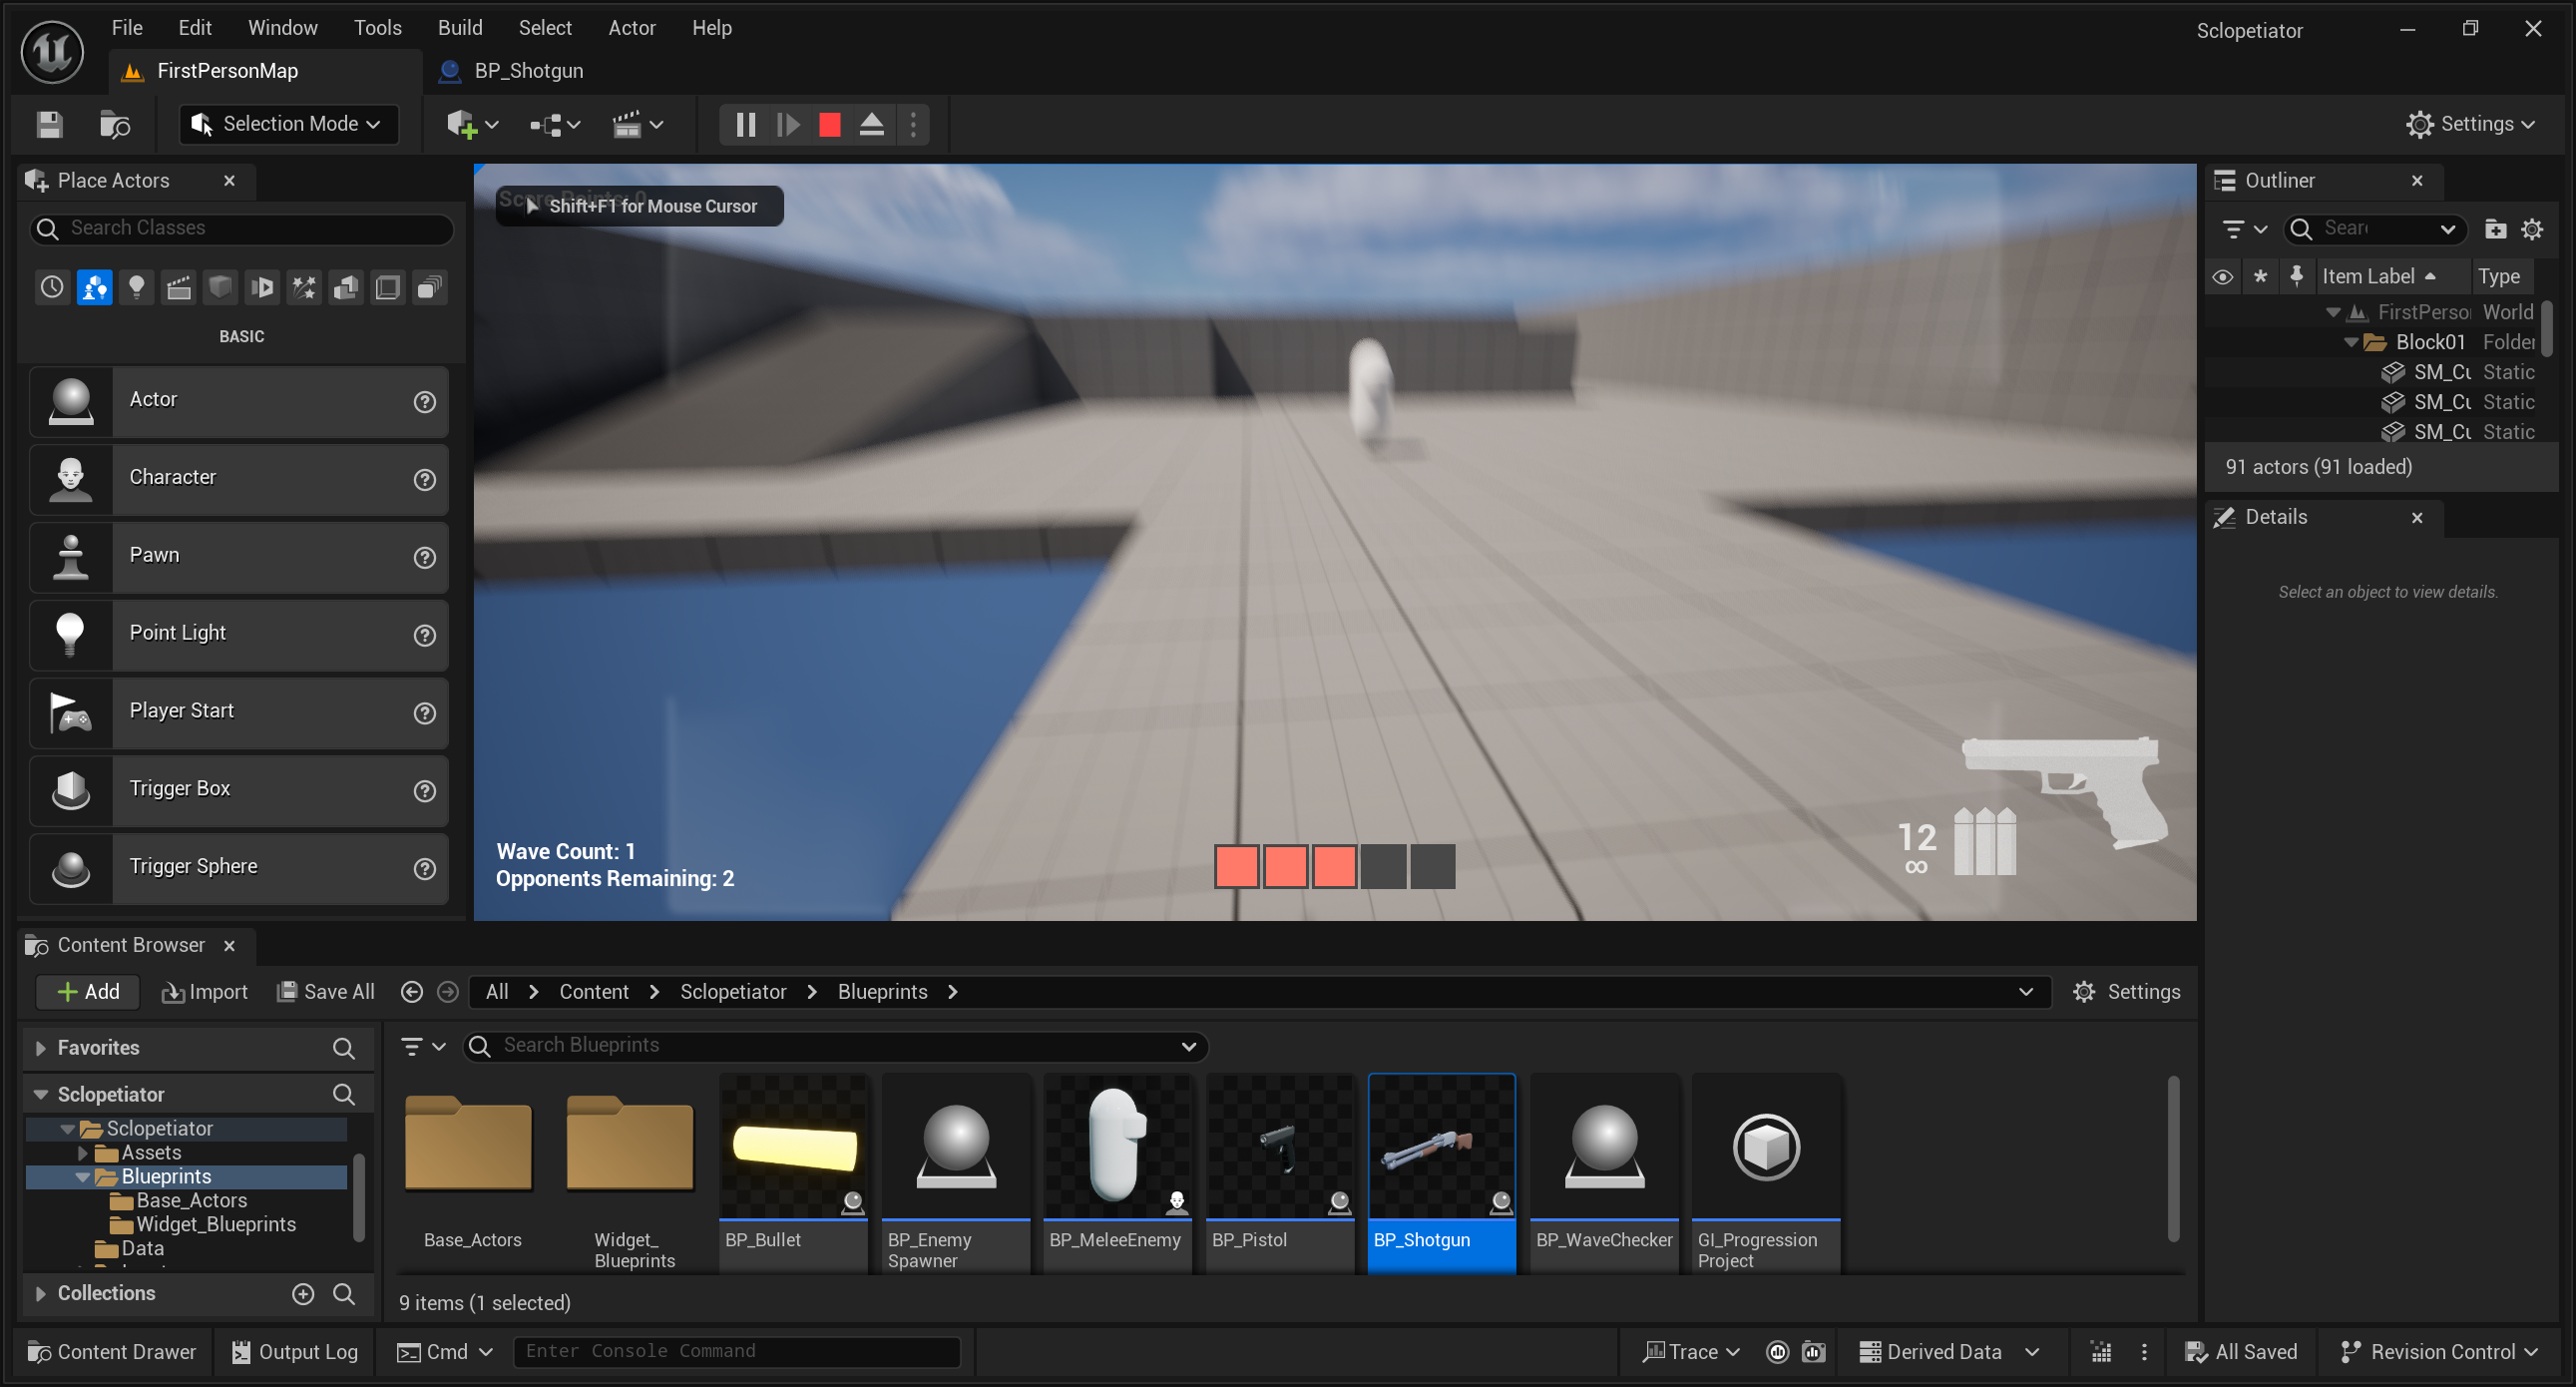 File Edit Window Tools Build Select Actor Help
Sclopetiator
FirstPersonMap
BP_Shotgun
Selection Mode
Settings
Place Actors
Search Classes
BASIC
Actor
Character
Pawn
Point Light
Player Start
Trigger Box
Trigger Sphere
Score Points: 0
Shift+F1 for Mouse Cursor
Wave Count: 1
Opponents Remaining: 2
12
∞
Outliner
Sear
Item Label Type
FirstPerso World
Block01 Folder
SM_Cu Static
SM_Cu Static
SM_Cu Static
91 actors (91 loaded)
Details
Select an object to view details.
Content Browser
Add Import Save All All Content Sclopetiator Blueprints Settings
Favorites
Sclopetiator
Sclopetiator
Assets
Blueprints
Base_Actors
Widget_Blueprints
Data
Collections
Search Blueprints
Base_Actors
Widget_
Blueprints
BP_Bullet
BP_Enemy
Spawner
BP_MeleeEnemy
BP_Pistol
BP_Shotgun
BP_WaveChecker
GI_Progression
Project
9 items (1 selected)
Content Drawer Output Log Cmd Enter Console Command Trace Derived Data All Saved Revision Control